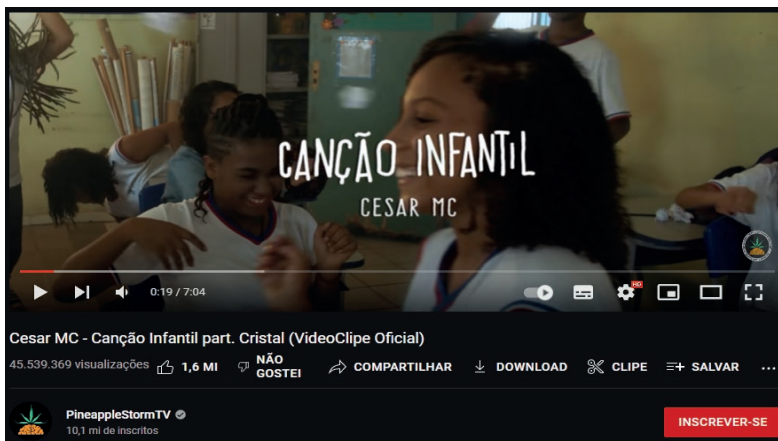 CANÇÃO INFANTIL
CESAR MC
0:19 / 7:04
HD
Cesar MC - Canção Infantil part. Cristal (VideoClipe Oficial)
45.539.369 visualizações 1,6 MI NÃO GOSTEI COMPARTILHAR DOWNLOAD CLIPE SALVAR
PineappleStormTV
10,1 mi de inscritos
INSCREVER-SE